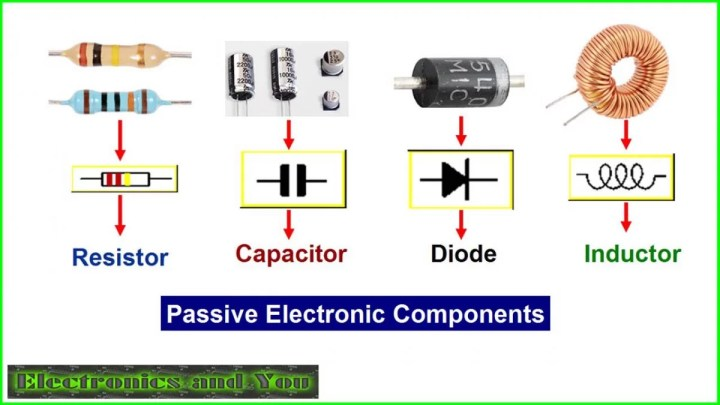 Resistor
Capacitor
Diode
Inductor
Passive Electronic Components
Electronics and You